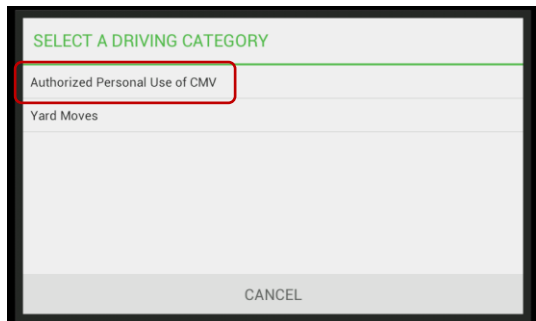 SELECT A DRIVING CATEGORY
Authorized Personal Use of CMV
Yard Moves
CANCEL